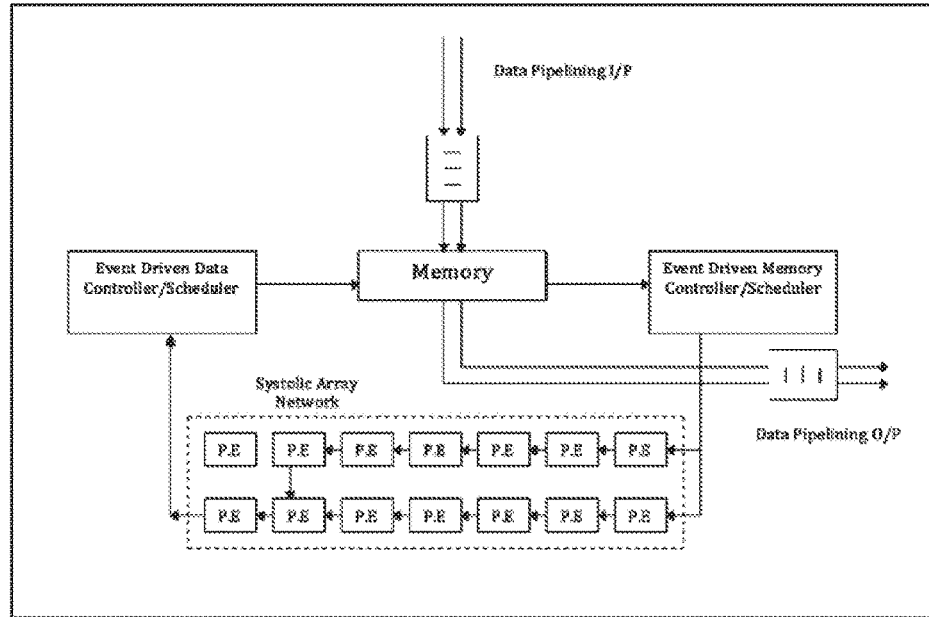 Data Pipelining I/P
Event Driven Data
Controller/Scheduler
Memory
Event Driven Memory
Controller/Scheduler
Systolic Array
Network
Data Pipelining O/P
P.E P.E P.E P.E P.E P.E P.E
P.E P.E P.E P.E P.E P.E P.E